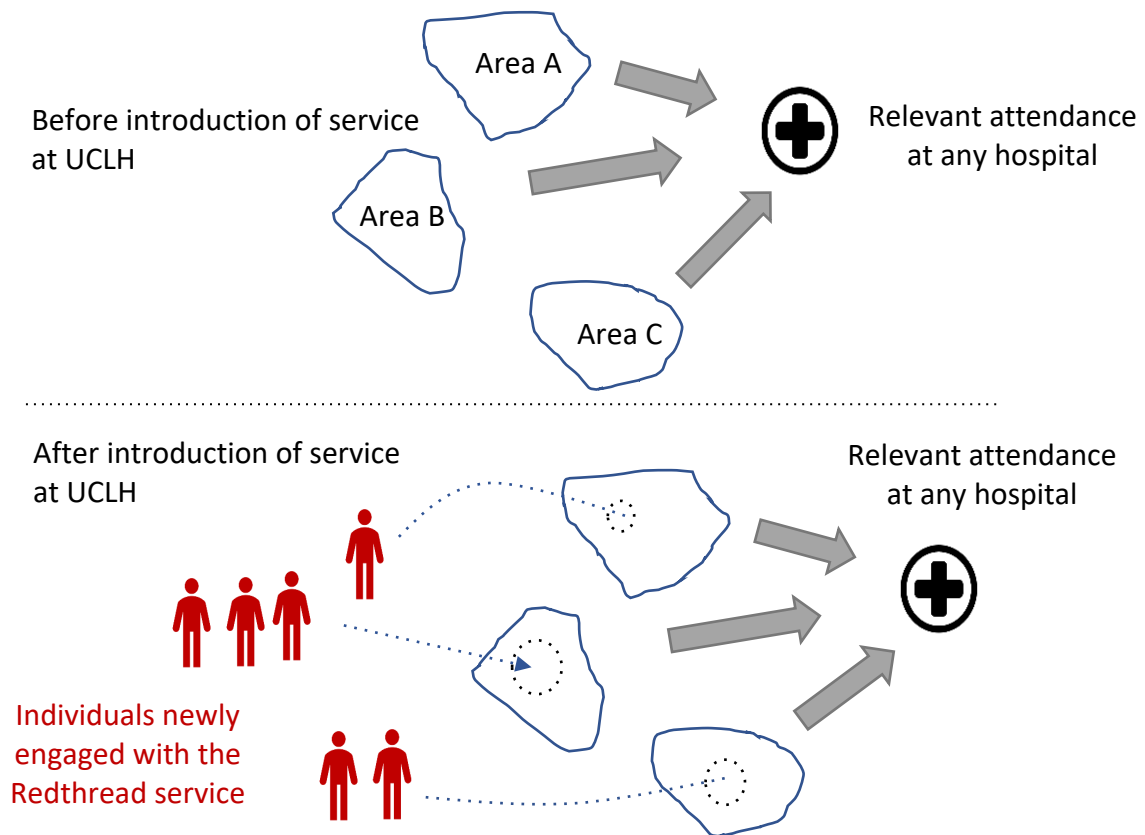 Area A
Before introduction of service
at UCLH
Relevant attendance
at any hospital
Area B
Area C
After introduction of service
at UCLH
Relevant attendance
at any hospital
Individuals newly
engaged with the
Redthread service